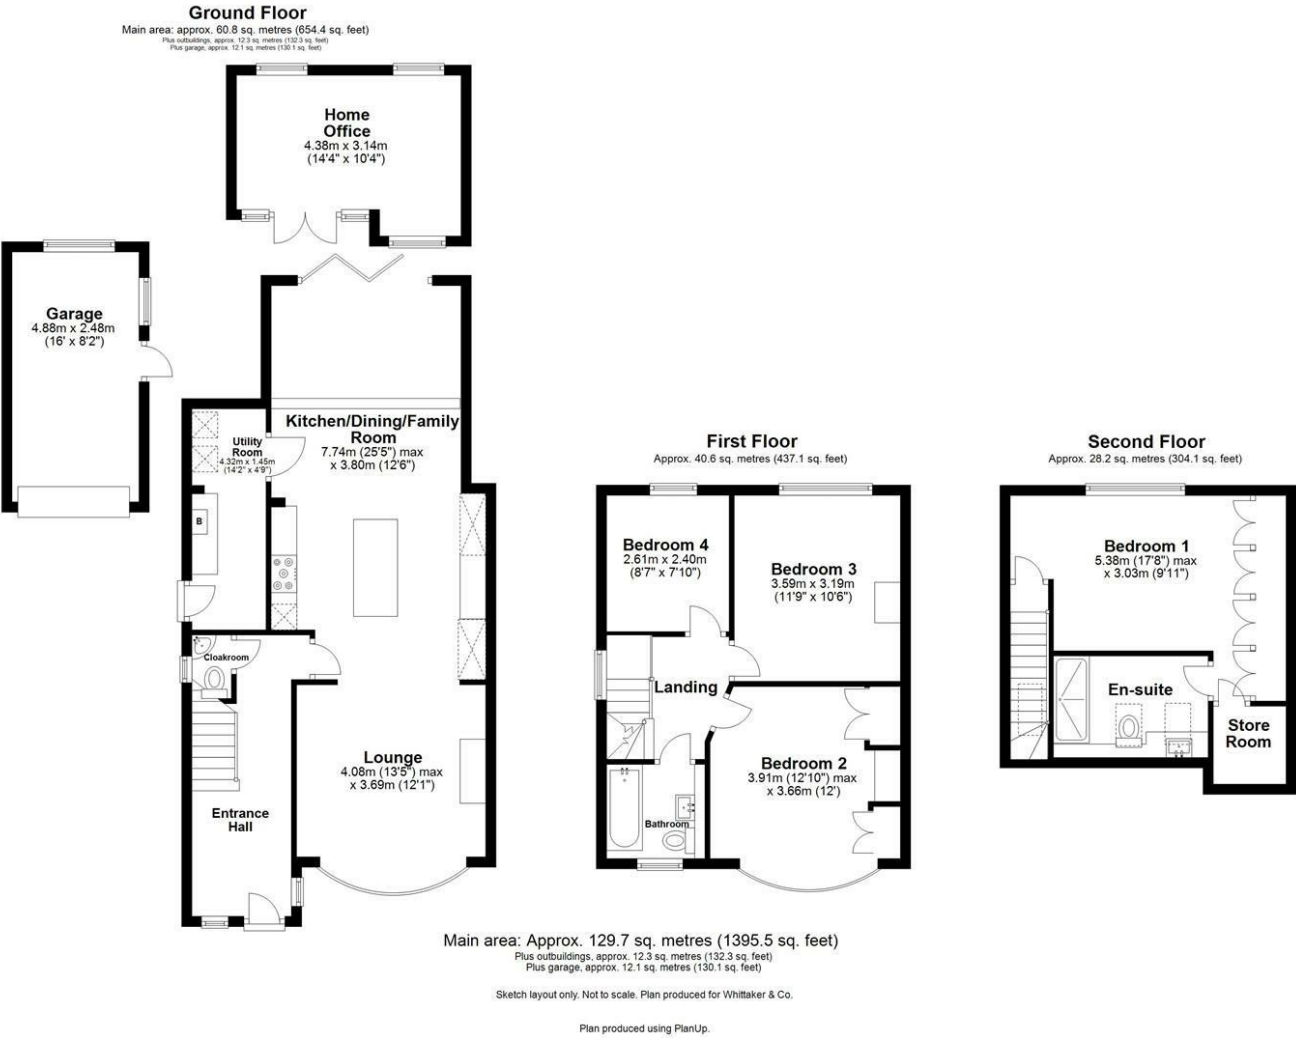 Ground Floor
Main area: approx. 60.8 sq. metres (654.4 sq. feet)
Plus outbuildings, approx. 12.3 sq. metres (132.3 sq. feet)
Plus garage, approx. 12.1 sq. metres (130.1 sq. feet)
Home
Office
4.38m x 3.14m
(14'4" x 10'4")
Garage
4.88m x 2.48m
(16' x 8'2")
Kitchen/Dining/Family
Room
7.74m (25'5") max
x 3.80m (12'6")
Utility
Room
4.32m x 1.45m
(14'2" x 4'9")
B
Cloakroom
Lounge
4.08m (13'5") max
x 3.69m (12'1")
Entrance
Hall
First Floor
Approx. 40.6 sq. metres (437.1 sq. feet)
Bedroom 4
2.61m x 2.40m
(8'7" x 7'10")
Bedroom 3
3.59m x 3.19m
(11'9" x 10'6")
Landing
Bedroom 2
3.91m (12'10") max
x 3.66m (12')
Bathroom
Second Floor
Approx. 28.2 sq. metres (304.1 sq. feet)
Bedroom 1
5.38m (17'8") max
x 3.03m (9'11")
En-suite
Store
Room
Main area: Approx. 129.7 sq. metres (1395.5 sq. feet)
Plus outbuildings, approx. 12.3 sq. metres (132.3 sq. feet)
Plus garage, approx. 12.1 sq. metres (130.1 sq. feet)
Sketch layout only. Not to scale. Plan produced for Whittaker & Co.
Plan produced using PlanUp.